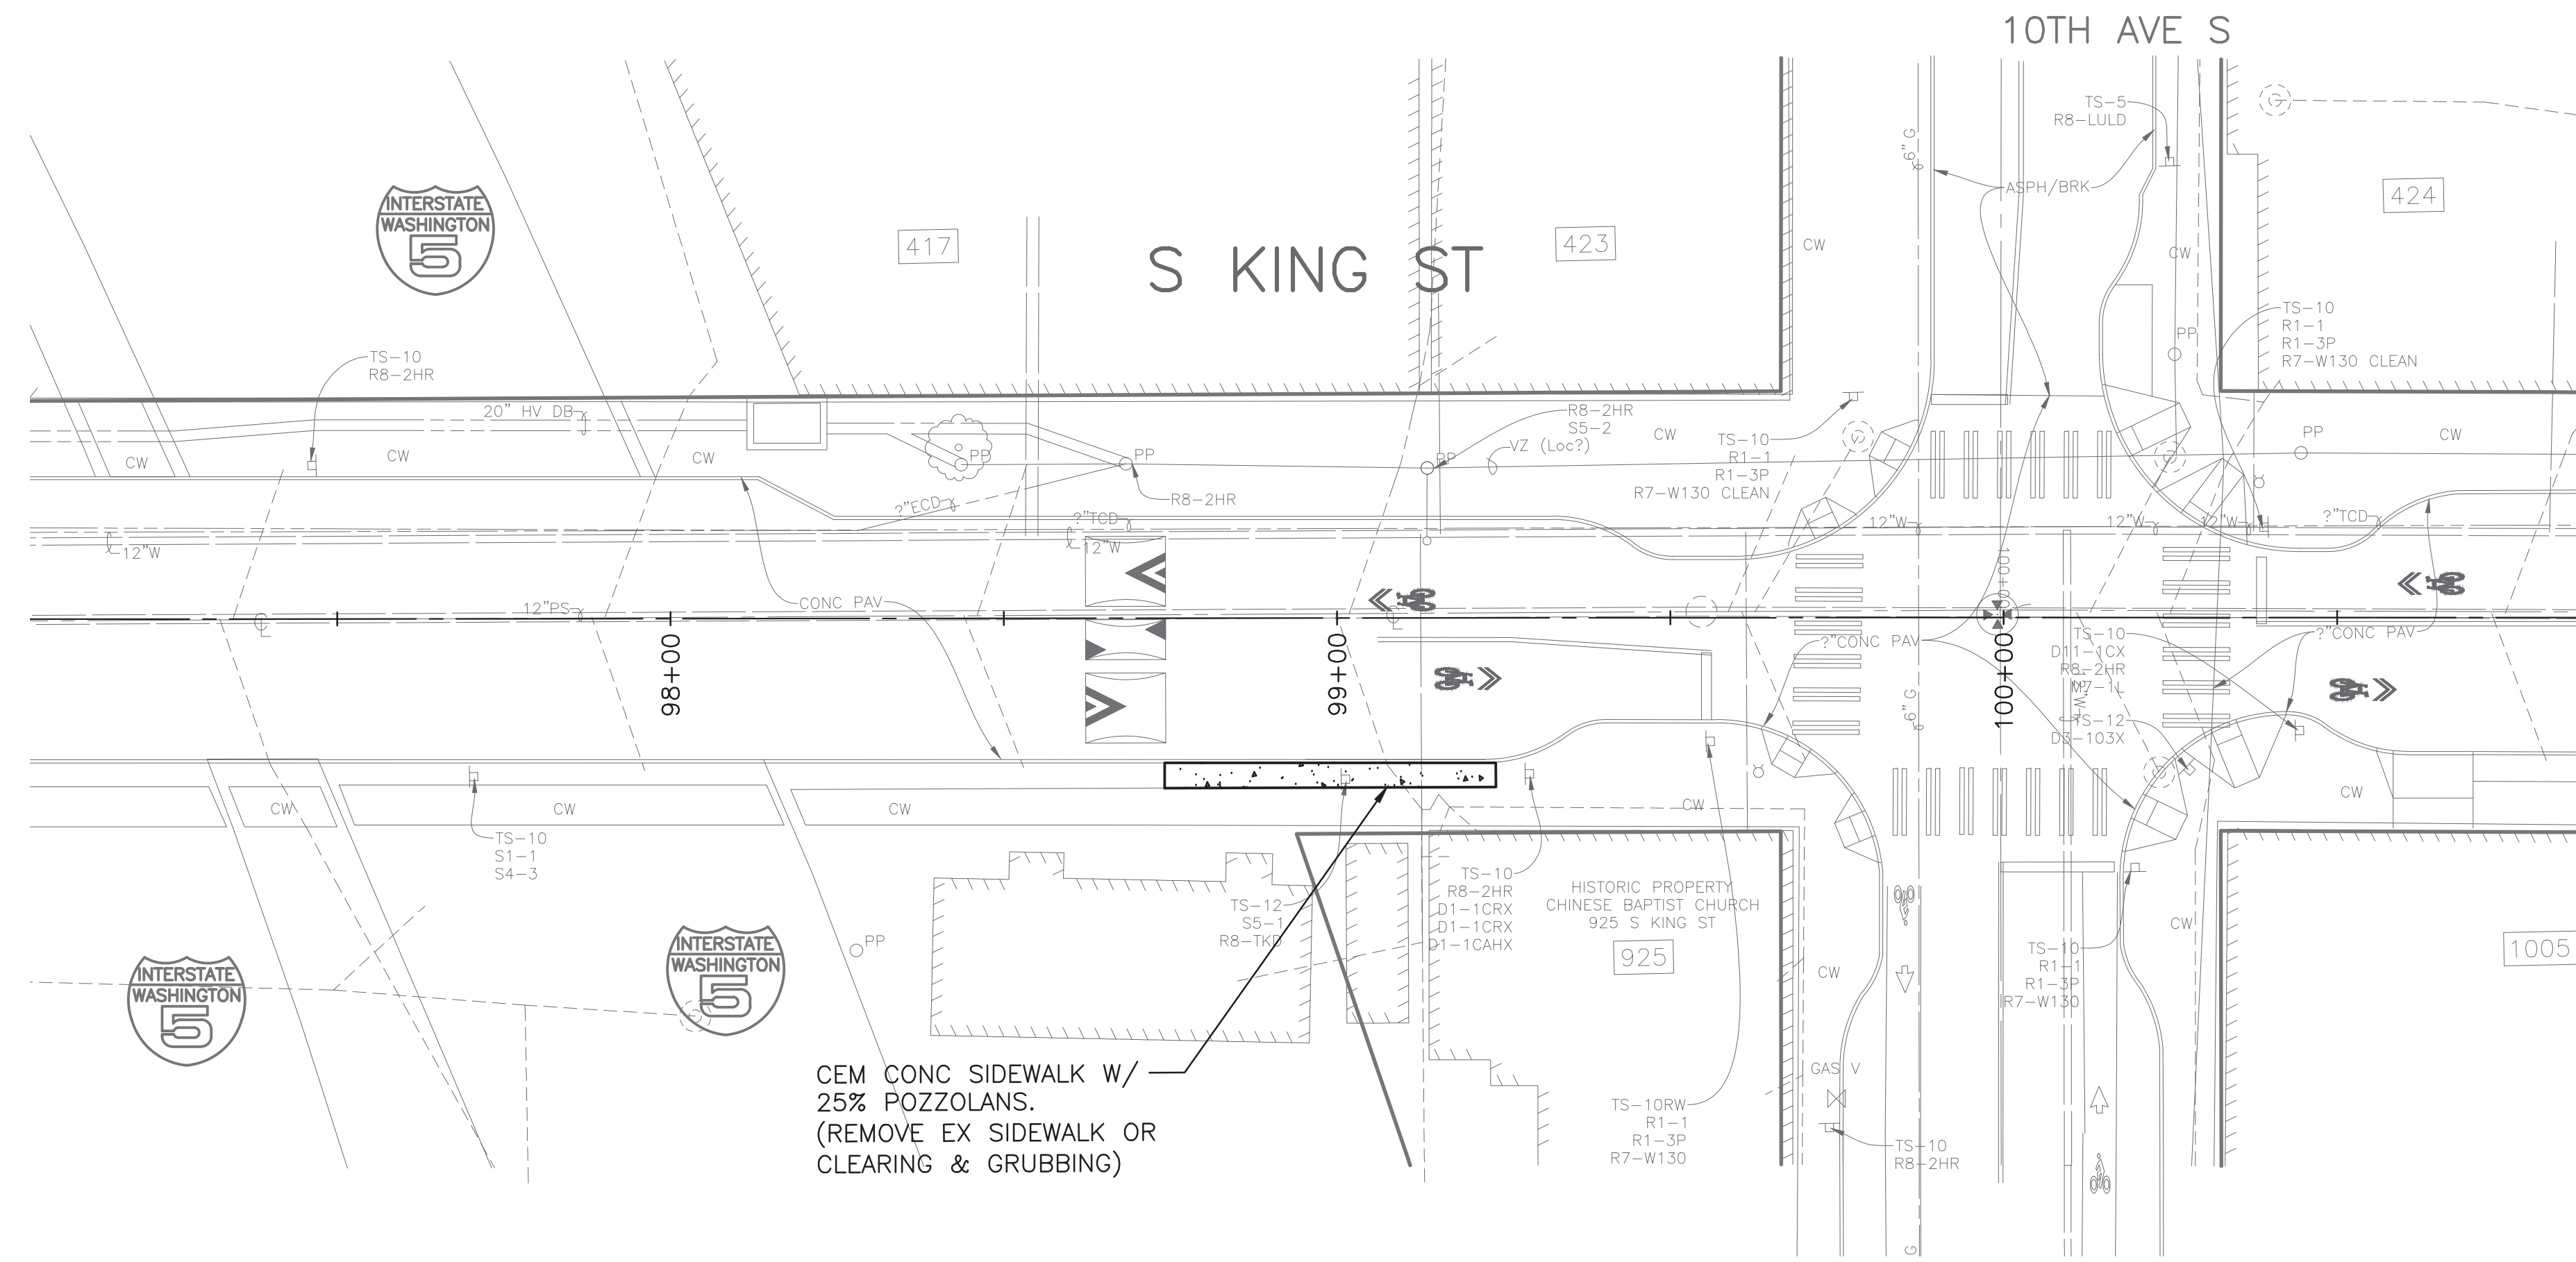 10TH AVE S
S KING ST
INTERSTATE
WASHINGTON
5
417
423
424
TS-5
R8-LULD
6" G
ASPH/BRK
CW
CW
PP
TS-10
R1-1
R1-3P
R7-W130 CLEAN
TS-10
R8-2HR
20" HV DB
CW
CW
CW
PP
PP
R8-2HR
S5-2
PP
VZ (Loc?)
CW
TS-10
R1-1
R1-3P
R7-W130 CLEAN
PP
CW
R8-2HR
?"ECD
?"TCD
12"W
12"W
12"W
12"W
12"W
?"TCD
12"PS
CONC PAV
98+00
99+00
100+00
100+00
?"CONC PAV
?"CONC PAV
TS-10
D11-1CX
R8-2HR
M7-1L
TS-12
D3-103X
6" G
CW
CW
CW
CW
CW
TS-10
S1-1
S4-3
PP
TS-12
S5-1
R8-TKD
TS-10
R8-2HR
D1-1CRX
D1-1CRX
D1-1CAHX
HISTORIC PROPERTY
CHINESE BAPTIST CHURCH
925 S KING ST
925
CW
CW
1005
TS-10
R1-1
R1-3P
R7-W130
INTERSTATE
WASHINGTON
5
INTERSTATE
WASHINGTON
5
CEM CONC SIDEWALK W/
25% POZZOLANS.
(REMOVE EX SIDEWALK OR
CLEARING & GRUBBING)
GAS V
TS-10RW
R1-1
R1-3P
R7-W130
TS-10
R8-2HR
G